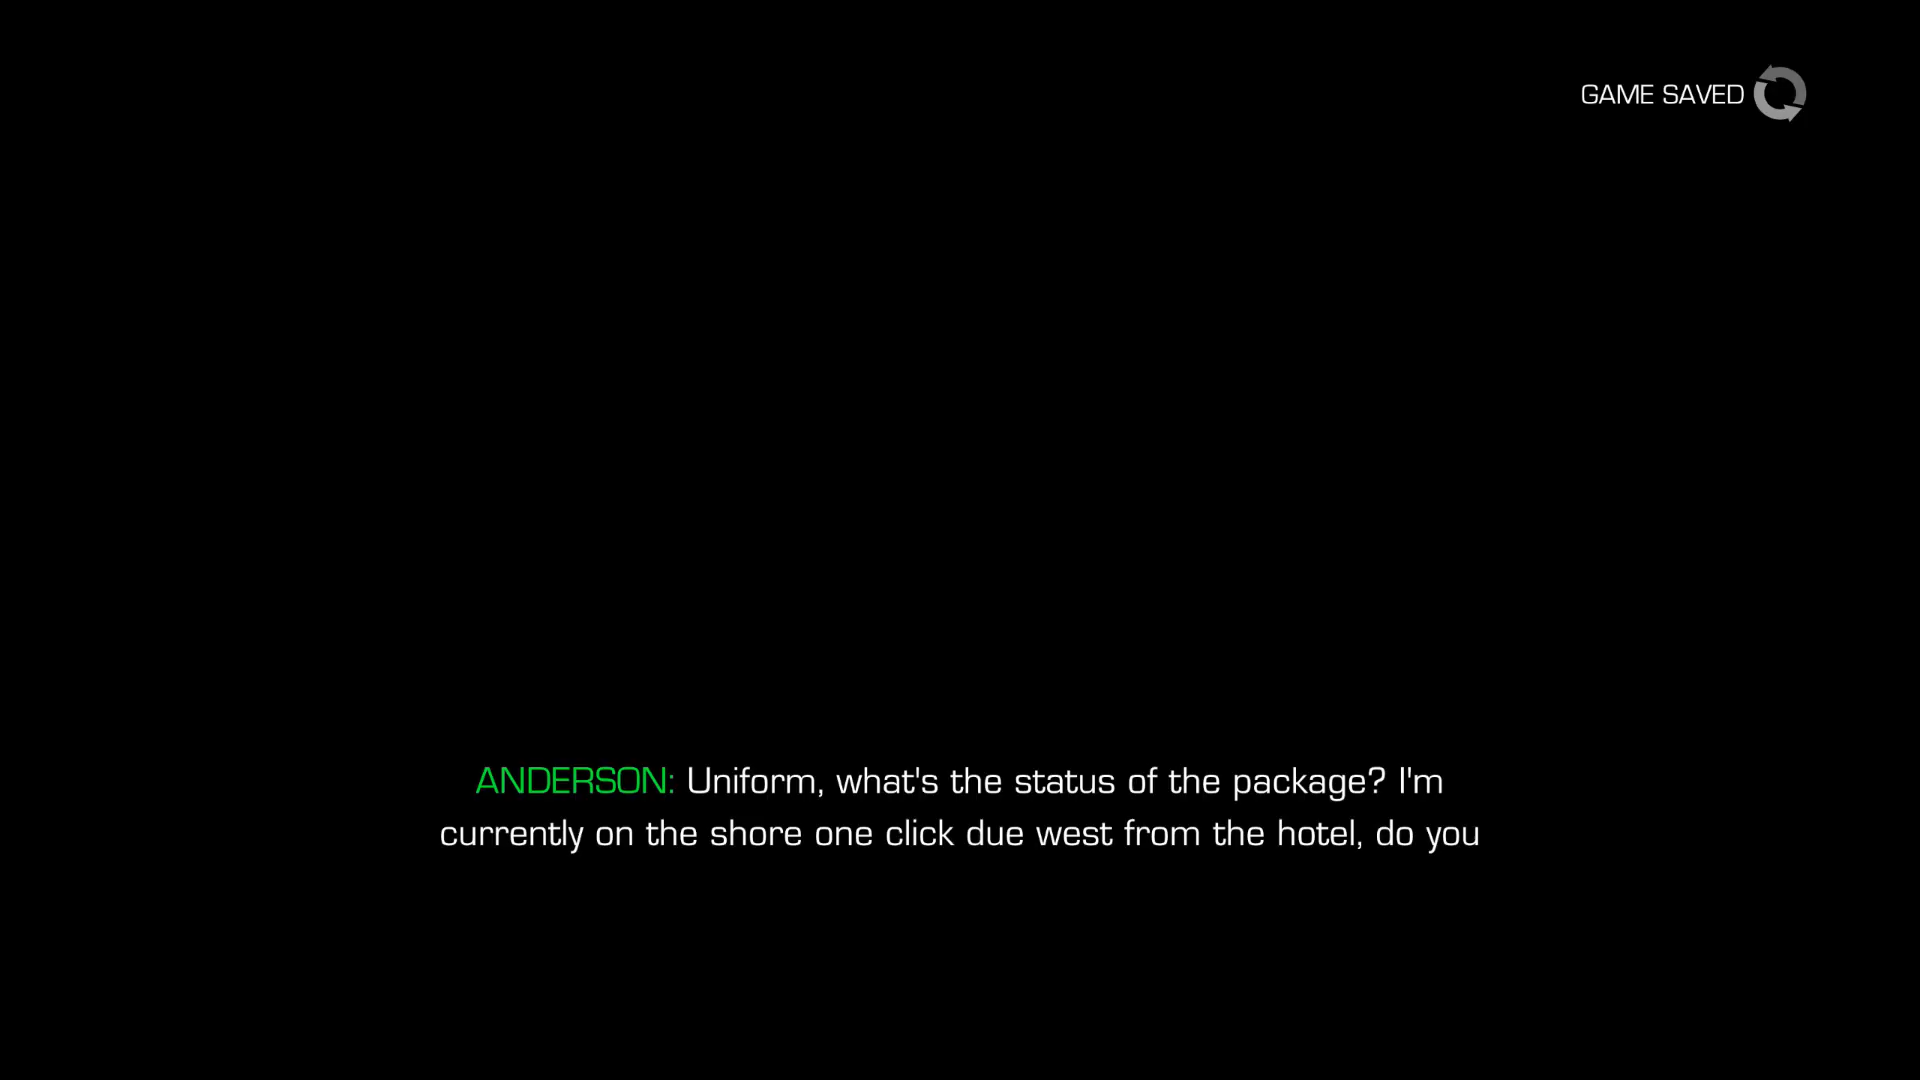 GAME SAVED
ANDERSON: Uniform, what's the status of the package? I'm
currently on the shore one click due west from the hotel, do you